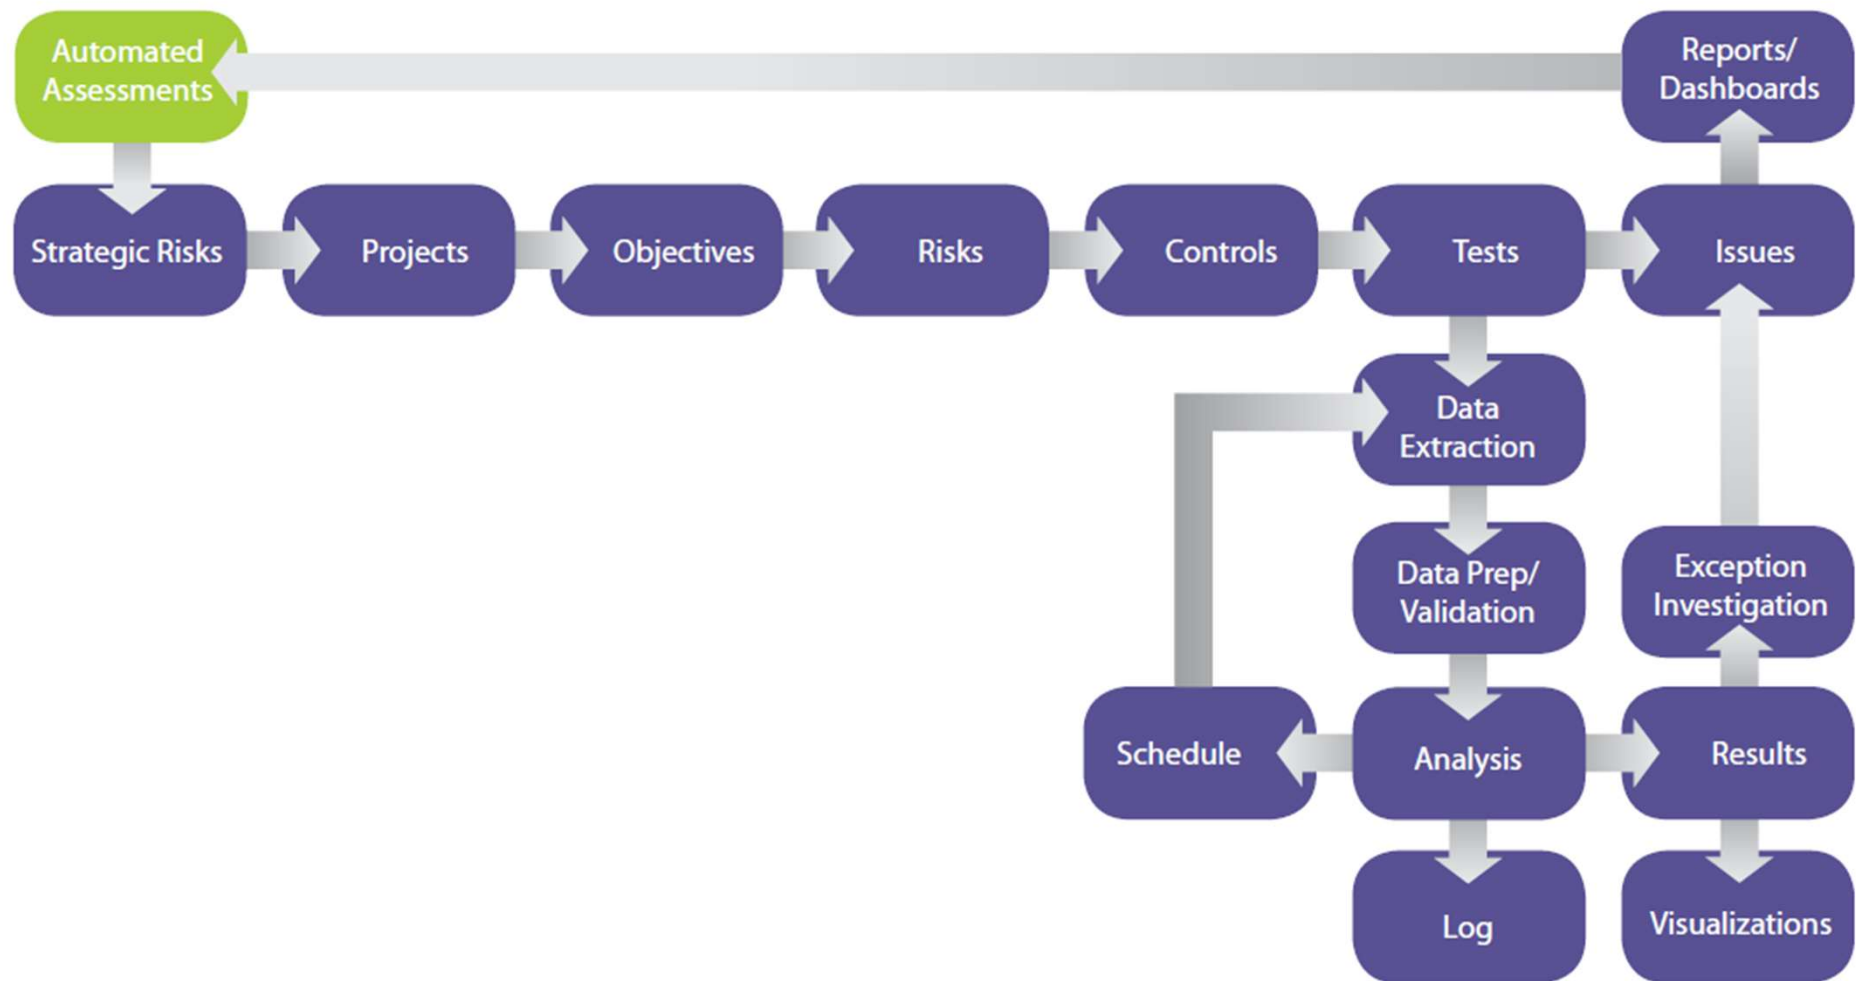 Automated
Assessments
Reports/
Dashboards
Strategic Risks
Projects
Objectives
Risks
Controls
Tests
Issues
Data
Extraction
Data Prep/
Validation
Exception
Investigation
Schedule
Analysis
Results
Log
Visualizations